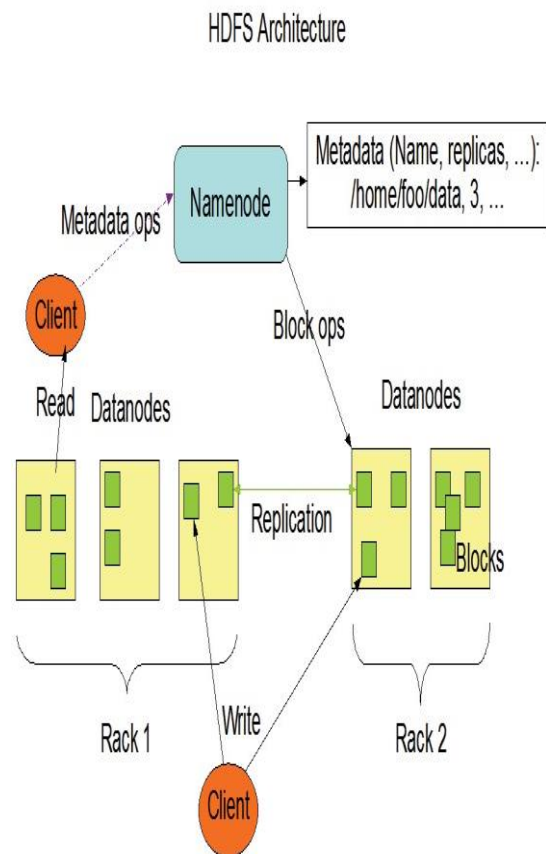 HDFS Architecture
Metadata (Name, replicas, ...):
/home/foo/data, 3, ...
Namenode
Metadata ops
Client
Block ops
Read
Datanodes
Datanodes
Replication
Blocks
Rack 1
Write
Rack 2
Client